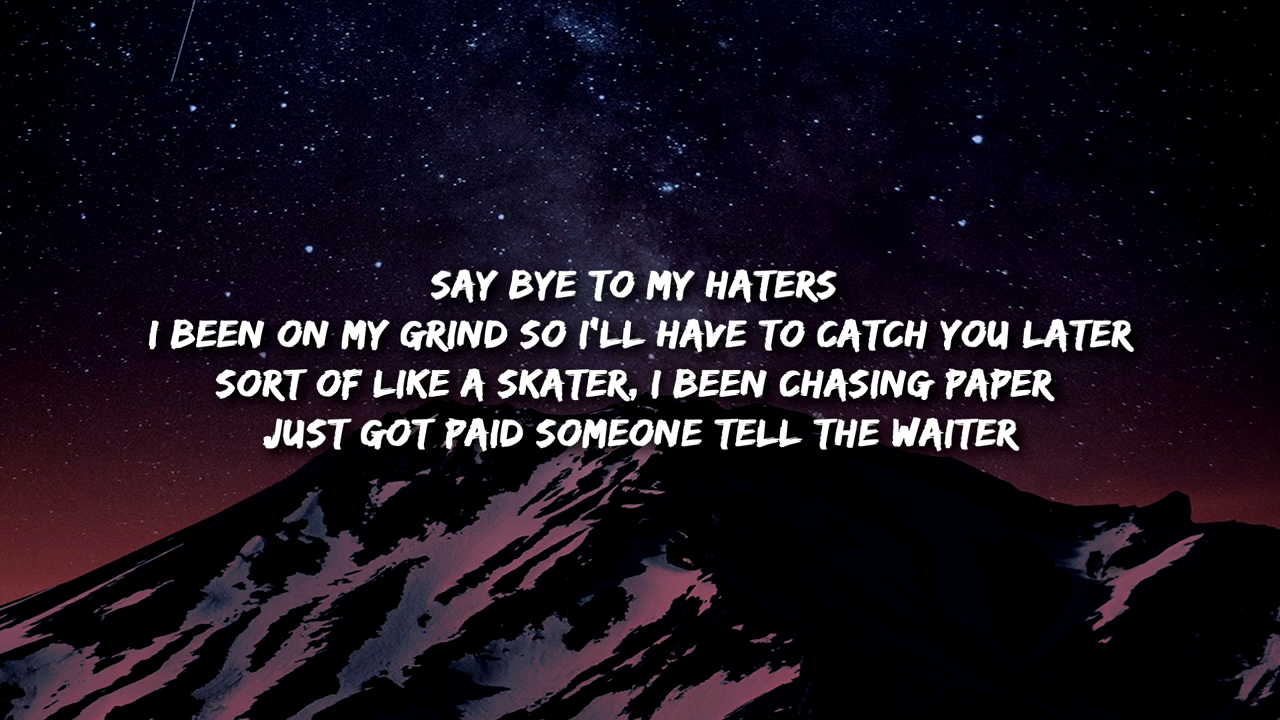 SAY BYE TO MY HATERS
I BEEN ON MY GRIND SO I'LL HAVE TO CATCH YOU LATER
SORT OF LIKE A SKATER, I BEEN CHASING PAPER
JUST GOT PAID SOMEONE TELL THE WAITER